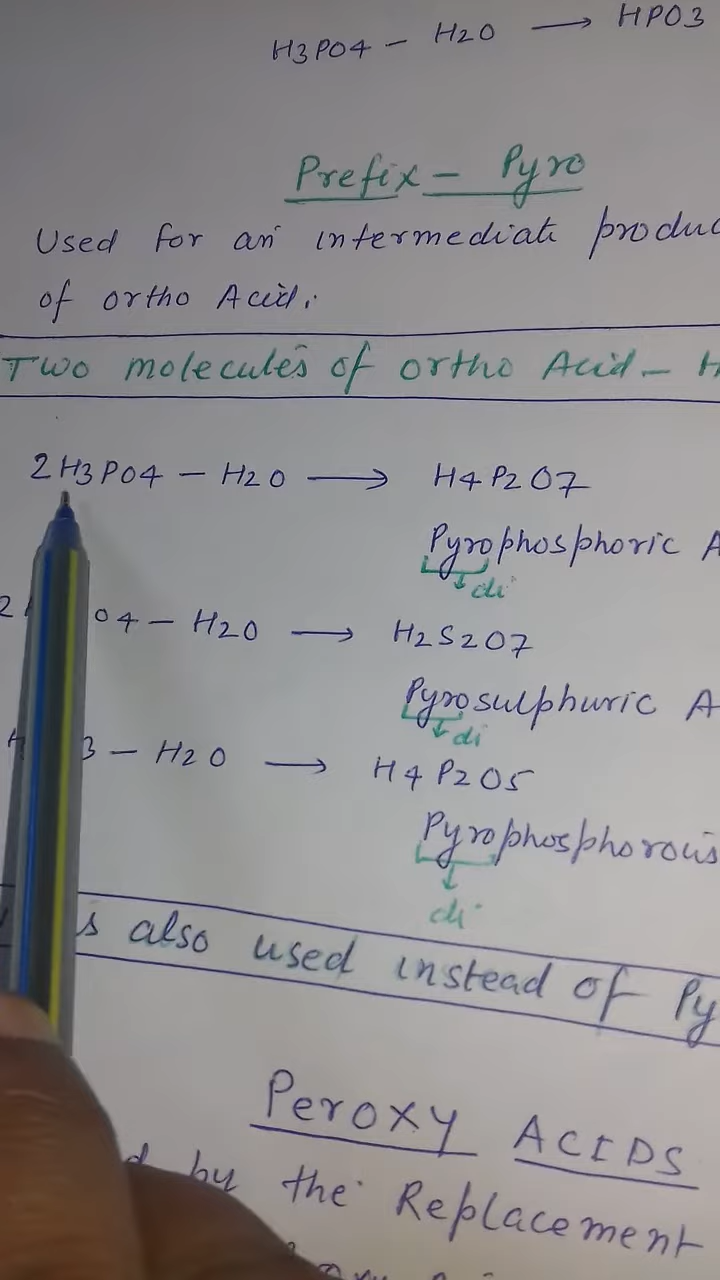 H3PO4 - H2O → HPO3
Prefix - Pyro
Used for an intermediate produc
of ortho Acid.
Two molecules of ortho Acid - H
2H3PO4 - H2O → H4P2O7
Pyrophosphoric A
di
2 O4 - H2O → H2S2O7
Pyrosulphuric A
di
H 3 - H2O → H4P2O5
Pyrophosphorous
di
s also used instead of Py
Peroxy ACIDS
d by the Replacement